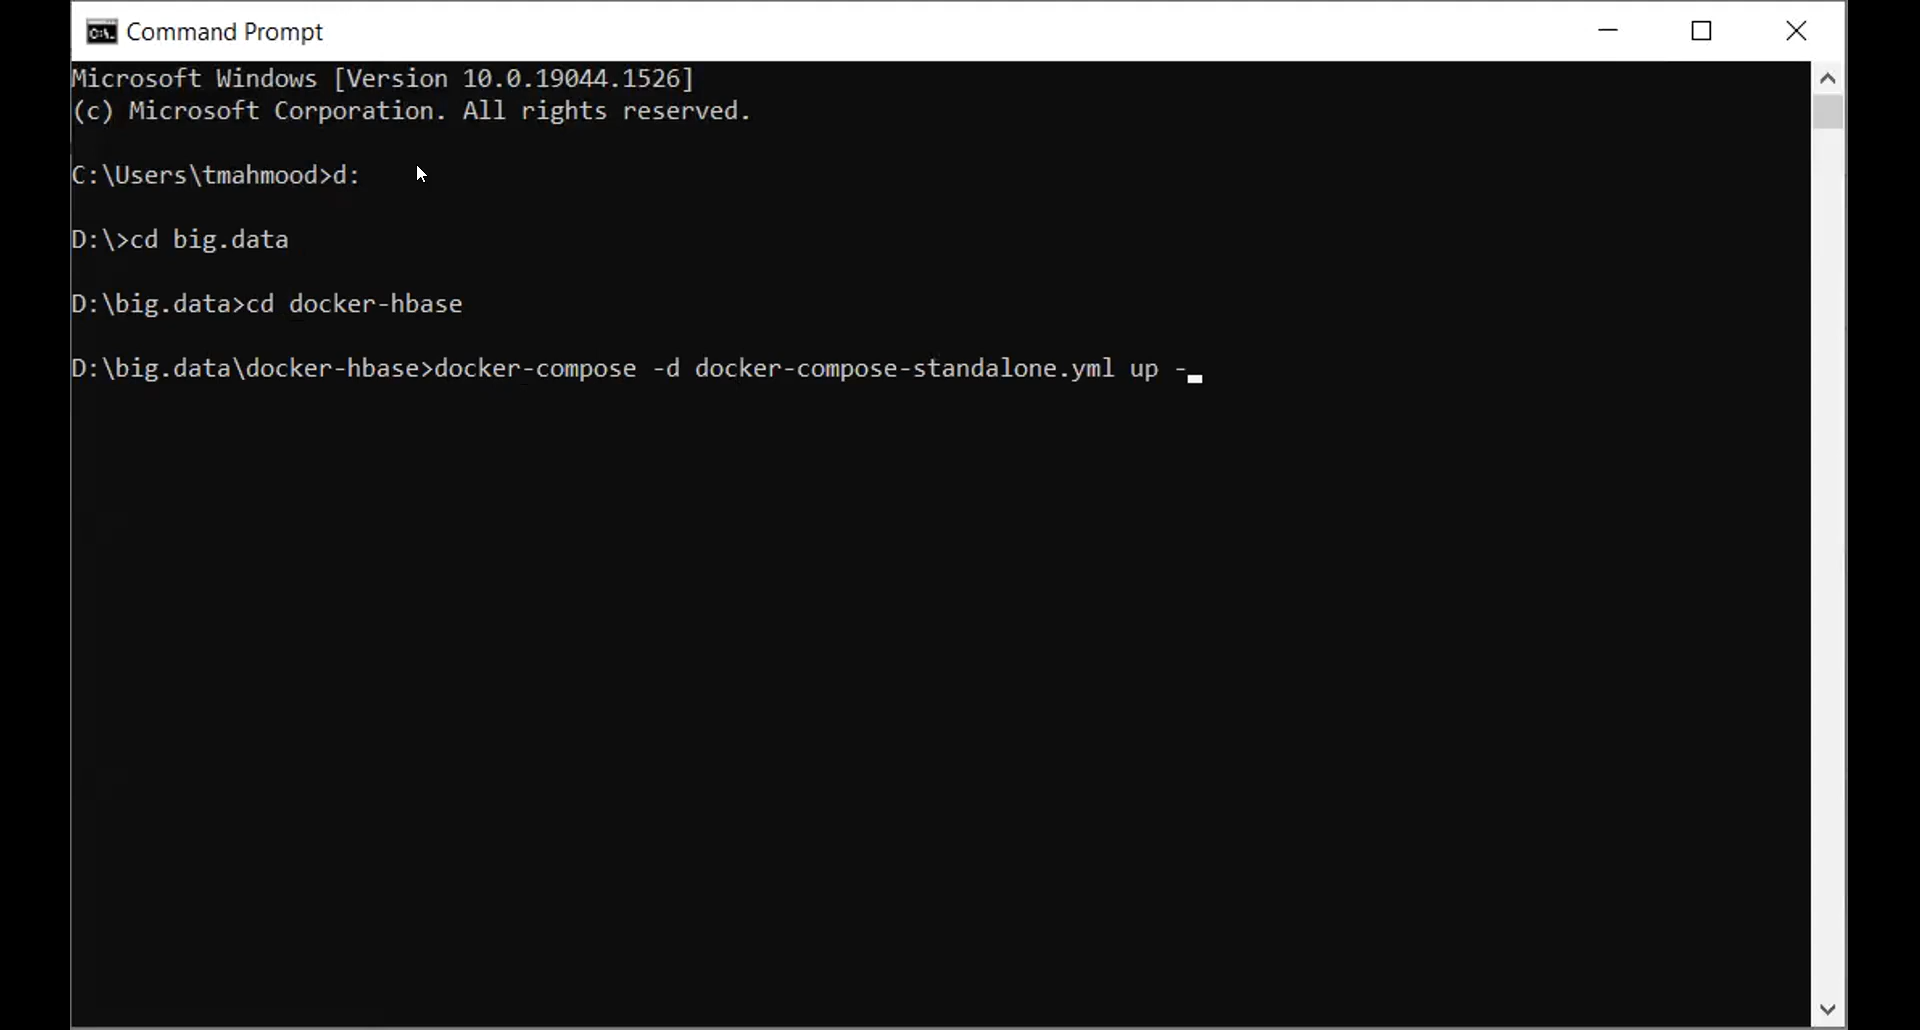 Command Prompt
Microsoft Windows [Version 10.0.19044.1526]
(c) Microsoft Corporation. All rights reserved.
C:\Users\tmahmood>d:
D:\>cd big.data
D:\big.data>cd docker-hbase
D:\big.data\docker-hbase>docker-compose -d docker-compose-standalone.yml up -